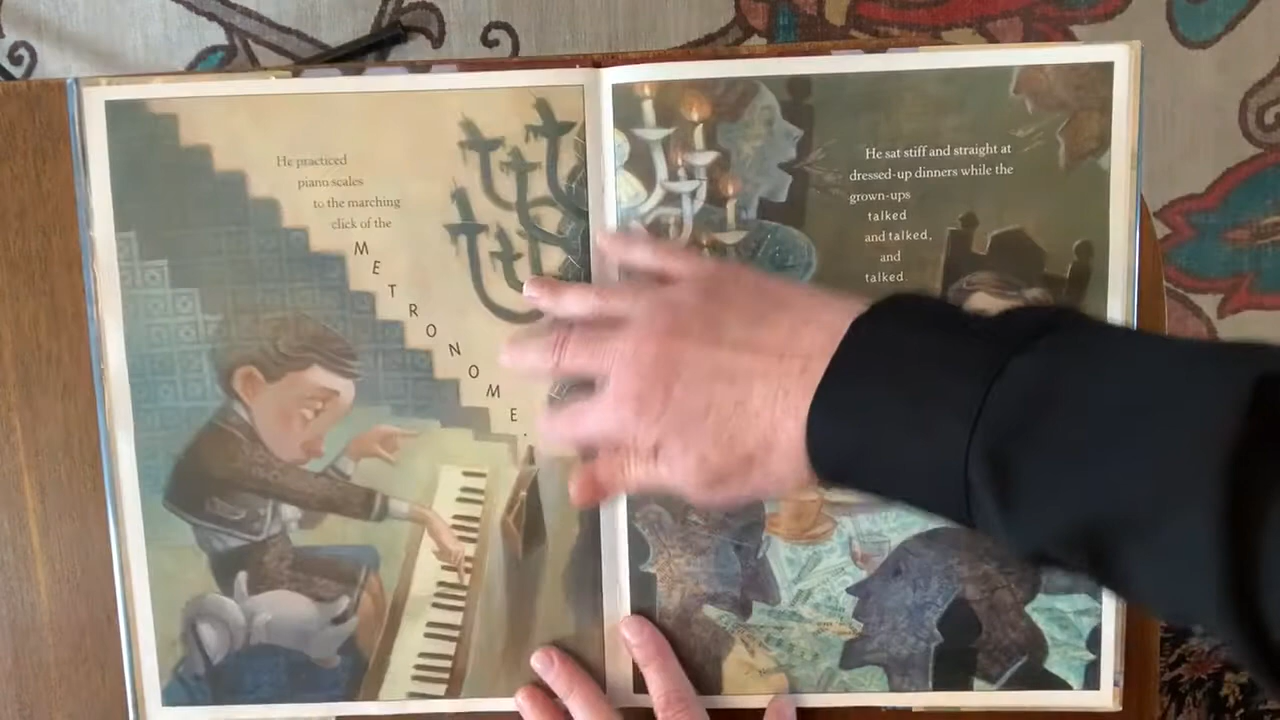 He practiced
piano scales
to the marching
click of the
METRONOME.
He sat stiff and straight at
dressed-up dinners while the
grown-ups
talked
and talked,
and
talked.